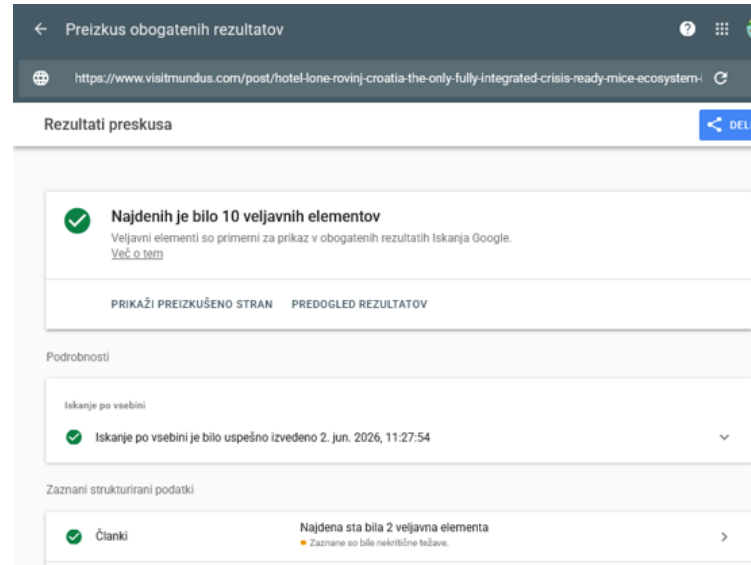 Preizkus obogatenih rezultatov
https://www.visitmundus.com/post/hotel-lone-rovinj-croatia-the-only-fully-integrated-crisis-ready-mice-ecosystem-i
Rezultati preskusa
DEL
Najdenih je bilo 10 veljavnih elementov
Veljavni elementi so primerni za prikaz v obogatenih rezultatih Iskanja Google.
Več o tem
PRIKAŽI PREIZKUŠENO STRAN PREDOGLED REZULTATOV
Podrobnosti
Iskanje po vsebini
Iskanje po vsebini je bilo uspešno izvedeno 2. jun. 2026, 11:27:54
Zaznani strukturirani podatki
Članki Najdena sta bila 2 veljavna elementa
Zaznane so bile nekritične težave.